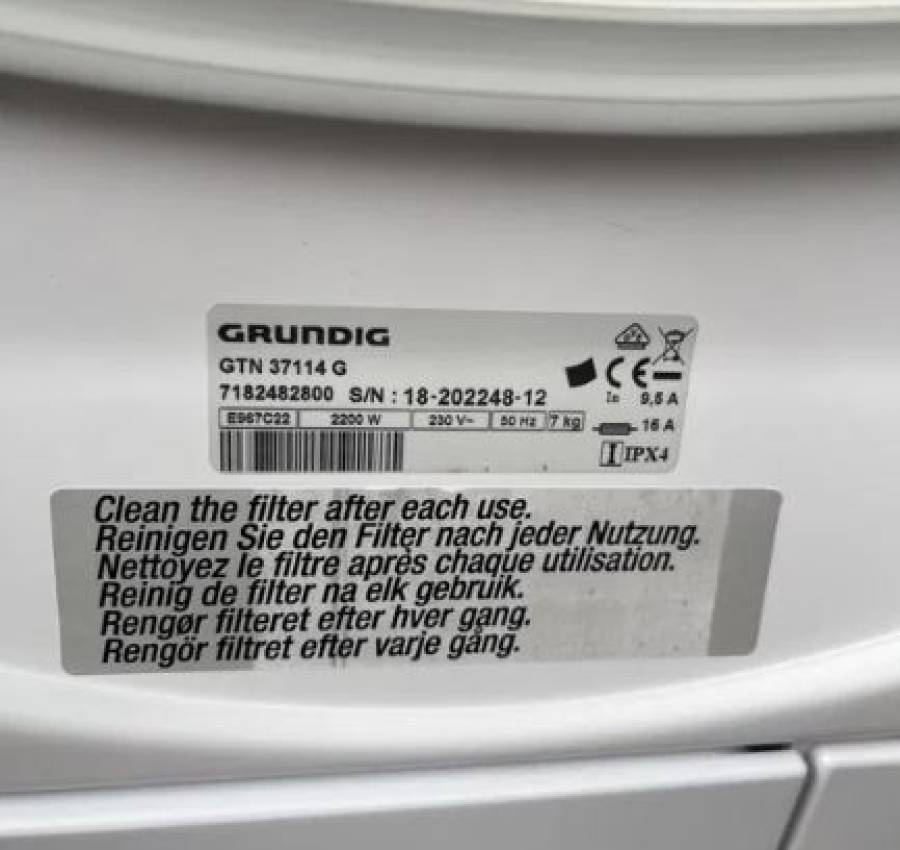 GRUNDIG
GTN 37114 G
7182482800 S/N : 18-202248-12
E967C22 2200 W 230 V~ 50 Hz 7 kg
In 9,5 A
16 A
IPX4
Clean the filter after each use.
Reinigen Sie den Filter nach jeder Nutzung.
Nettoyez le filtre après chaque utilisation.
Reinig de filter na elk gebruik.
Rengør filteret efter hver gang.
Rengör filtret efter varje gång.